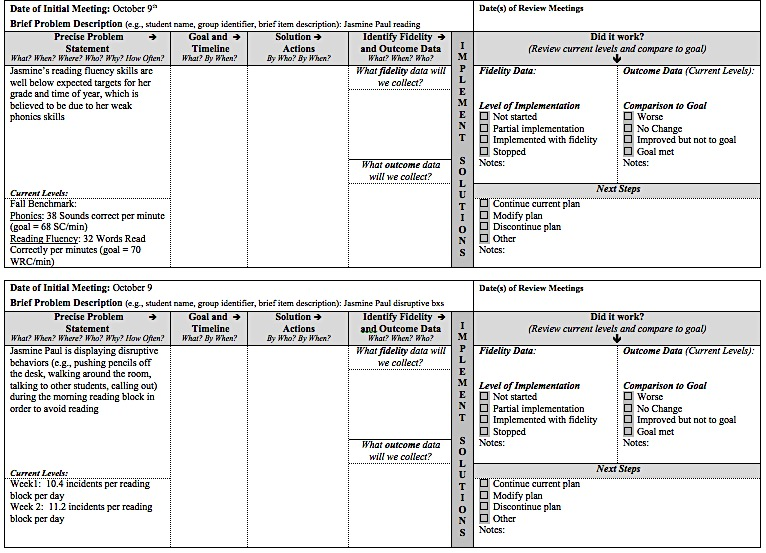 Date of Initial Meeting: October 9th
Date(s) of Review Meetings
Brief Problem Description (e.g., student name, group identifier, brief item description): Jasmine Paul reading
Precise Problem → Statement
What? When? Where? Who? Why? How Often?
Goal and → Timeline
What? By When?
Solution → Actions
By Who? By When?
Identify Fidelity → and Outcome Data
What? When? Who?
IMPLEMENT SOLUTIONS
Did it work?
(Review current levels and compare to goal)
Jasmine's reading fluency skills are
well below expected targets for her
grade and time of year, which is
believed to be due to her weak
phonics skills
What fidelity data will
we collect?
What outcome data
will we collect?
Current Levels:
Fall Benchmark:
Phonics: 38 Sounds correct per minute
(goal = 68 SC/min)
Reading Fluency: 32 Words Read
Correctly per minutes (goal = 70
WRC/min)
Fidelity Data:
Level of Implementation
Not started
Partial implementation
Implemented with fidelity
Stopped
Notes:
Outcome Data (Current Levels):
Comparison to Goal
Worse
No Change
Improved but not to goal
Goal met
Notes:
Next Steps
Continue current plan
Modify plan
Discontinue plan
Other
Notes:
Date of Initial Meeting: October 9
Date(s) of Review Meetings
Brief Problem Description (e.g., student name, group identifier, brief item description): Jasmine Paul disruptive bxs
Precise Problem → Statement
What? When? Where? Who? Why? How Often?
Goal and → Timeline
What? By When?
Solution → Actions
By Who? By When?
Identify Fidelity → and Outcome Data
What? When? Who?
IMPLEMENT SOLUTIONS
Did it work?
(Review current levels and compare to goal)
Jasmine Paul is displaying disruptive
behaviors (e.g., pushing pencils off
the desk, walking around the room,
talking to other students, calling out)
during the morning reading block in
order to avoid reading
What fidelity data will
we collect?
What outcome data
will we collect?
Current Levels:
Week1: 10.4 incidents per reading
block per day
Week 2: 11.2 incidents per reading
block per day
Fidelity Data:
Level of Implementation
Not started
Partial implementation
Implemented with fidelity
Stopped
Notes:
Outcome Data (Current Levels):
Comparison to Goal
Worse
No Change
Improved but not to goal
Goal met
Notes:
Next Steps
Continue current plan
Modify plan
Discontinue plan
Other
Notes: